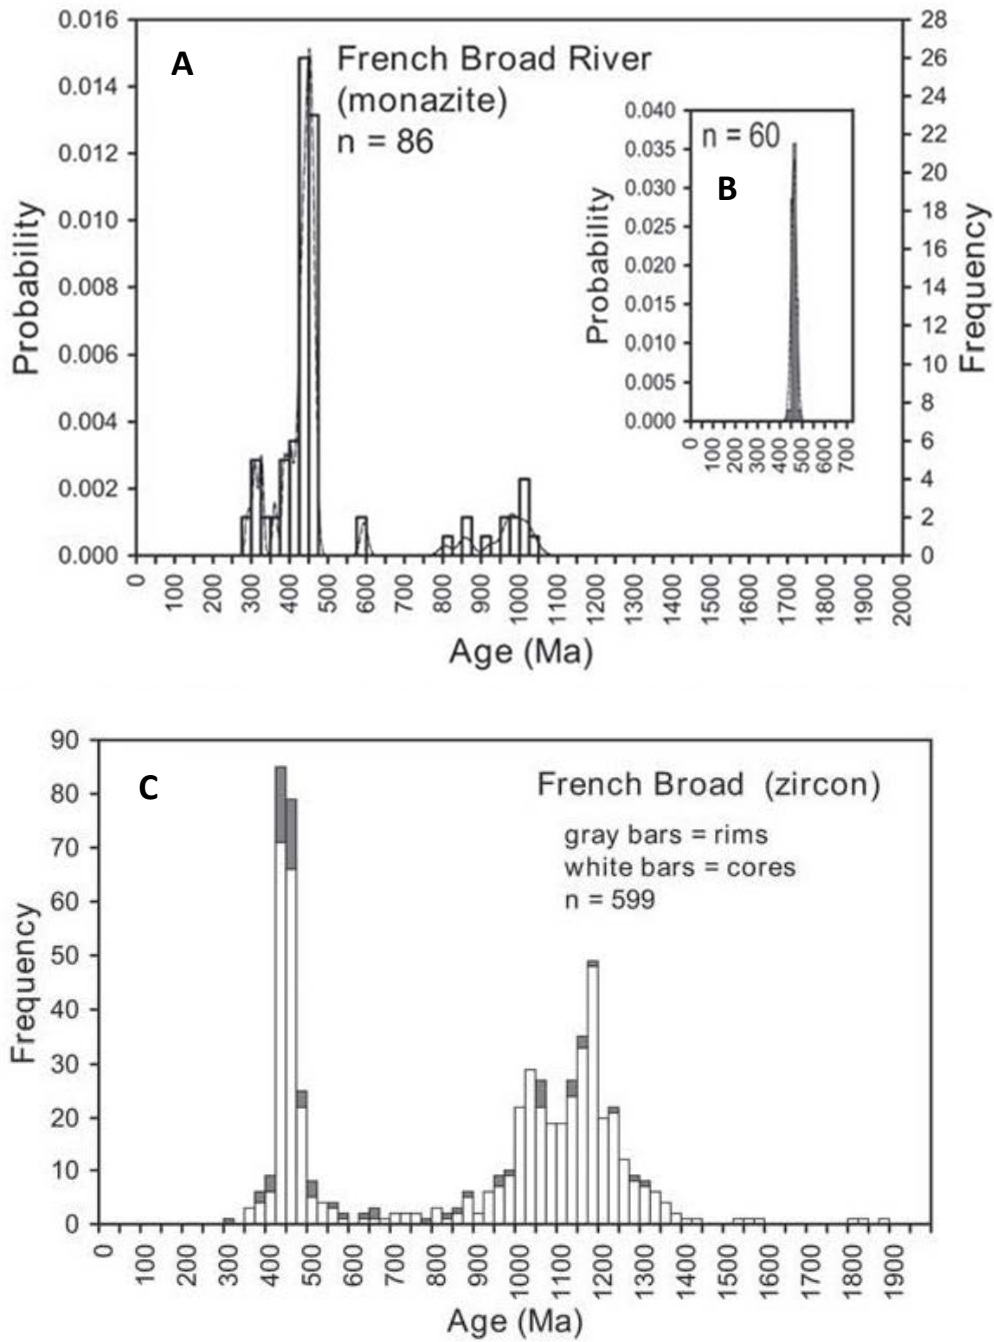 A
French Broad River
(monazite)
n = 86
Probability
0.016
0.014
0.012
0.010
0.008
0.006
0.004
0.002
0.000
28
26
24
22
20
18
16
14
12
10
8
6
4
2
0
Frequency
0 100 200 300 400 500 600 700 800 900 1000 1100 1200 1300 1400 1500 1600 1700 1800 1900 2000
Age (Ma)
n = 60
B
Probability
0.040
0.035
0.030
0.025
0.020
0.015
0.010
0.005
0.000
0 100 200 300 400 500 600 700
C
French Broad (zircon)
gray bars = rims
white bars = cores
n = 599
Frequency
90
80
70
60
50
40
30
20
10
0
0 100 200 300 400 500 600 700 800 900 1000 1100 1200 1300 1400 1500 1600 1700 1800 1900
Age (Ma)